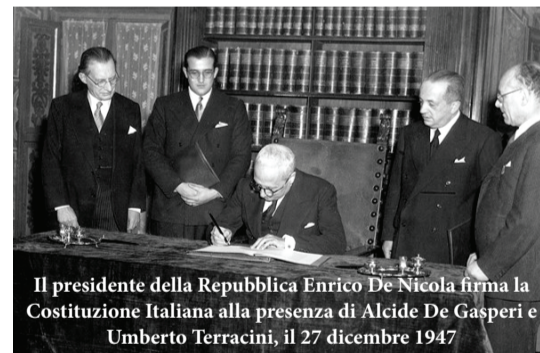 Il presidente della Repubblica Enrico De Nicola firma la
Costituzione Italiana alla presenza di Alcide De Gasperi e
Umberto Terracini, il 27 dicembre 1947